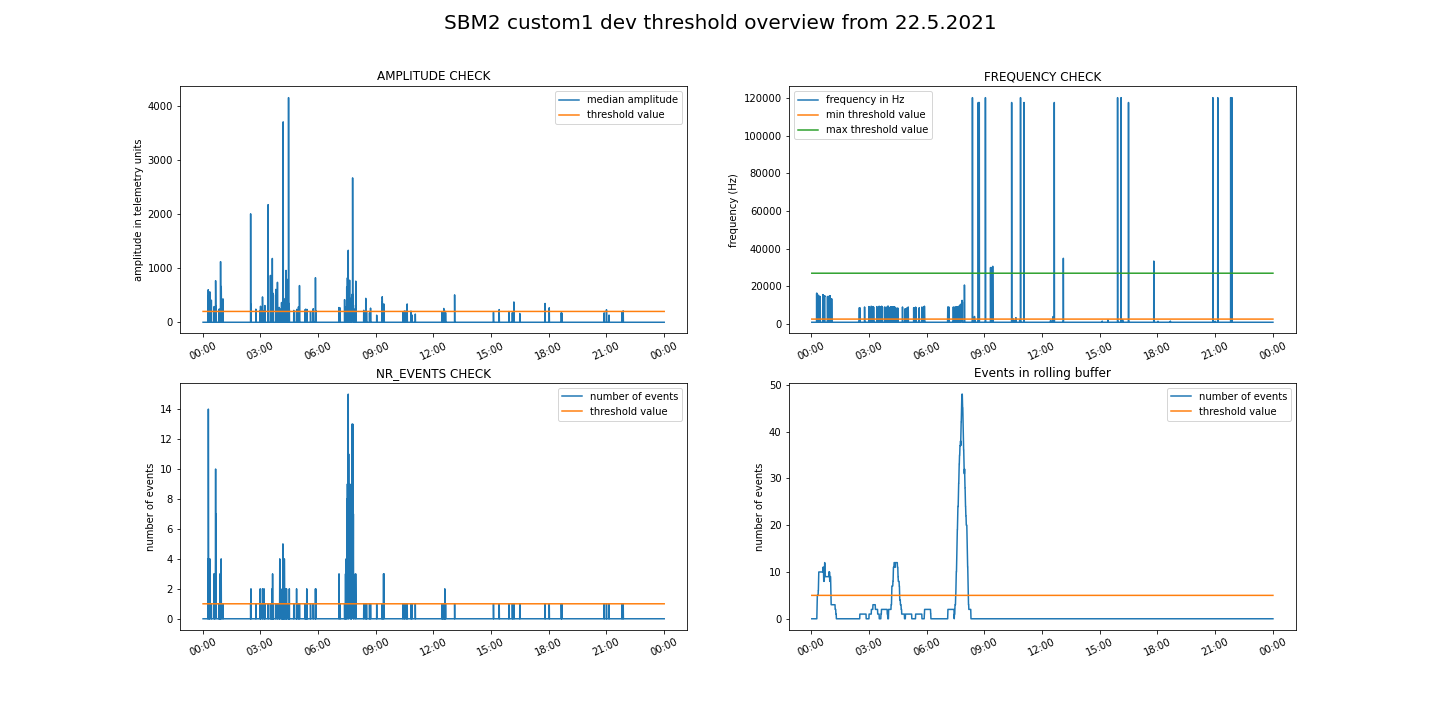 SBM2 custom1 dev threshold overview from 22.5.2021
AMPLITUDE CHECK
amplitude in telemetry units
4000
3000
2000
1000
0
median amplitude
threshold value
00:00 03:00 06:00 09:00 12:00 15:00 18:00 21:00 00:00
FREQUENCY CHECK
frequency (Hz)
120000
100000
80000
60000
40000
20000
0
frequency in Hz
min threshold value
max threshold value
00:00 03:00 06:00 09:00 12:00 15:00 18:00 21:00 00:00
NR_EVENTS CHECK
number of events
14
12
10
8
6
4
2
0
number of events
threshold value
00:00 03:00 06:00 09:00 12:00 15:00 18:00 21:00 00:00
Events in rolling buffer
number of events
50
40
30
20
10
0
number of events
threshold value
00:00 03:00 06:00 09:00 12:00 15:00 18:00 21:00 00:00